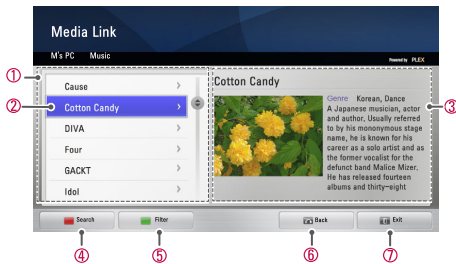 Media Link
M's PC Music
Powered by PLEX
①
②
Cause
Cotton Candy
DIVA
Four
GACKT
Idol
Cotton Candy
Genre Korean, Dance
A Japanese musician, actor
and author, Usually referred
to by his mononymous stage
name, he is known for his
career as a solo artist and as
the former vocalist for the
defunct band Malice Mizer,
He has released fourteen
albums and thirty-eight
③
Search
Filter
Back
Exit
④
⑤
⑥
⑦